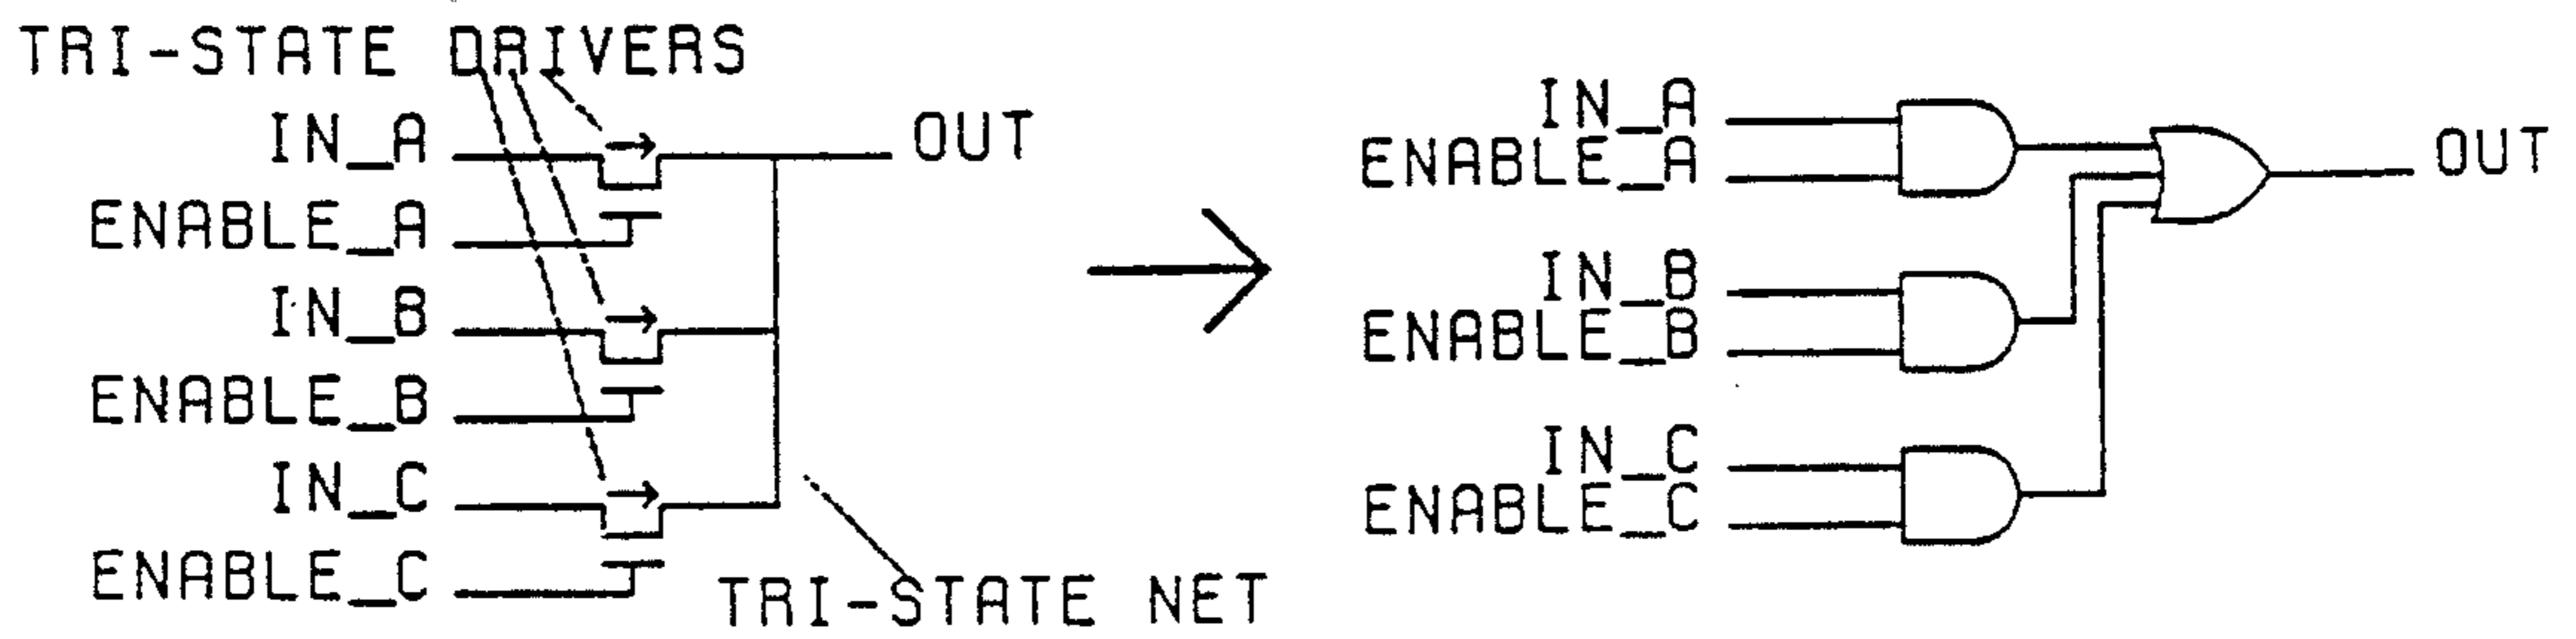 TRI-STATE DRIVERS
IN_A
OUT
ENABLE_A
IN_B
ENABLE_B
IN_C
ENABLE_C
TRI-STATE NET
IN_A
ENABLE_A
OUT
IN_B
ENABLE_B
IN_C
ENABLE_C